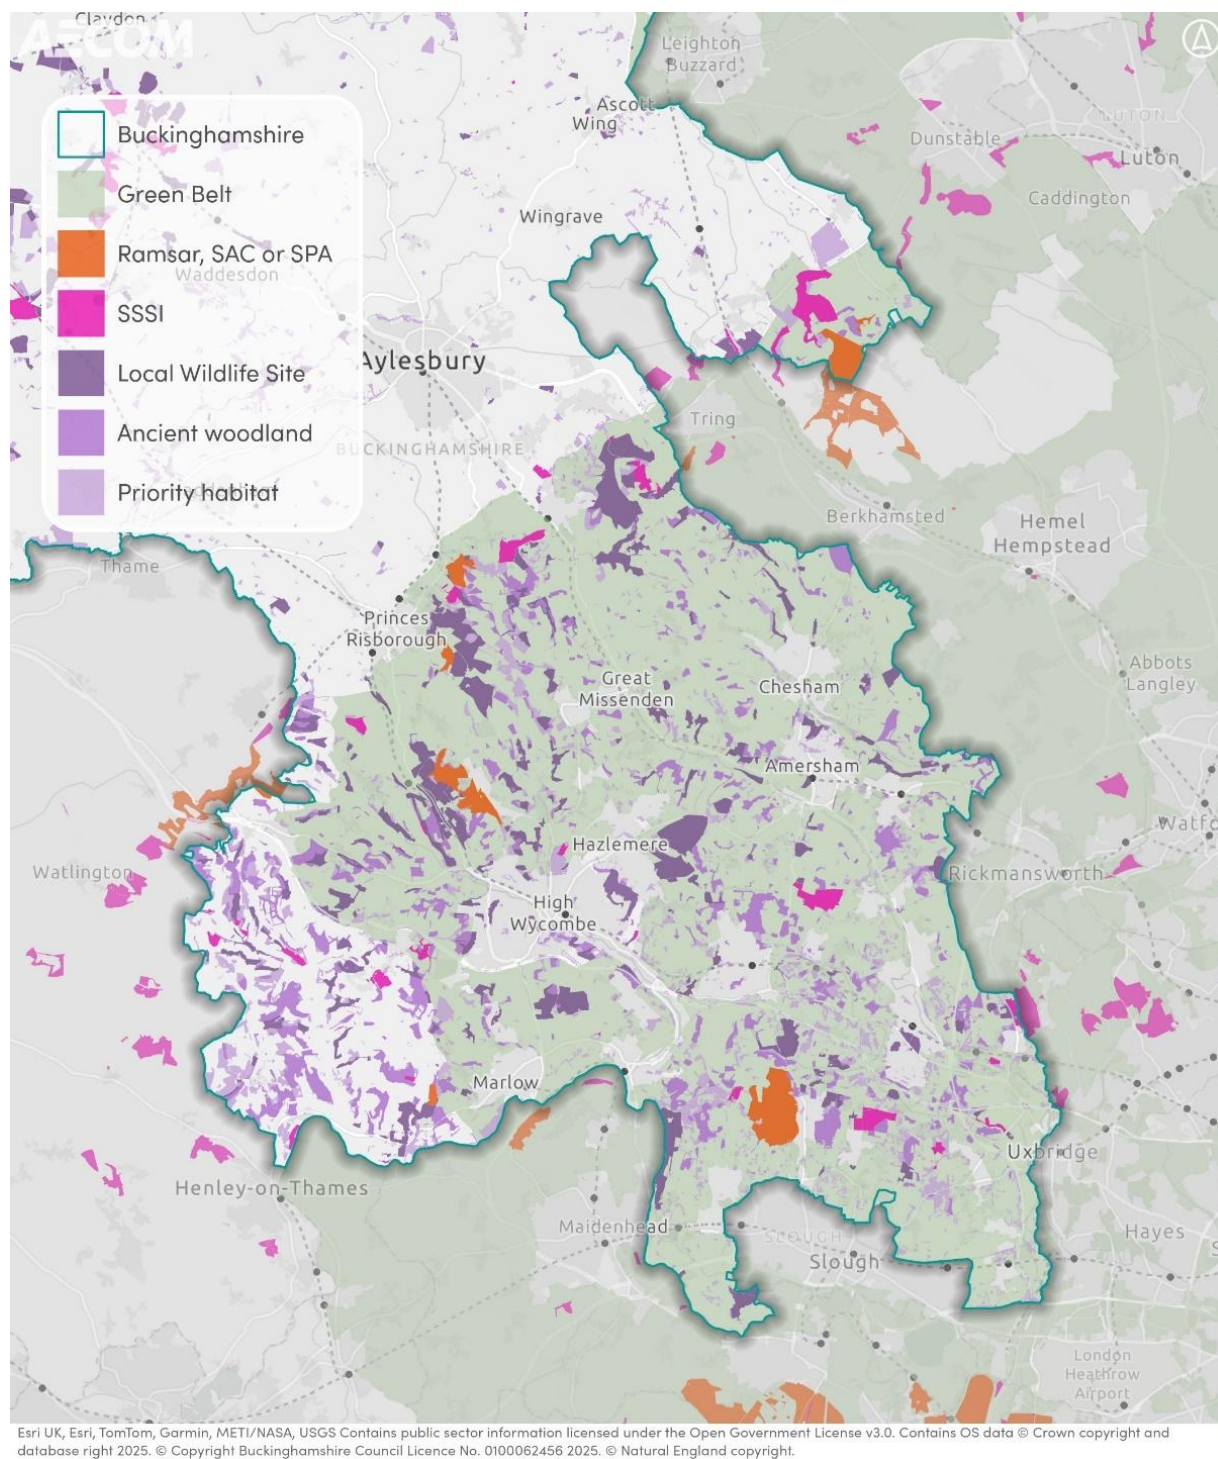 Claydon
AECOM
Leighton
Buzzard
Ascott
Wing
LUTON
Dunstable
Luton
Buckinghamshire
Green Belt
Caddington
Wingrave
Ramsar, SAC or SPA
Waddesdon
SSSI
Local Wildlife Site
Aylesbury
Ancient woodland
Tring
BUCKINGHAMSHIRE
Priority habitat
Berkhamsted
Hemel
Hempstead
Thame
Princes
Risborough
Abbots
Langley
Great
Missenden
Chesham
Amersham
Watfo
Hazlemere
Watlington
Rickmansworth
High
Wycombe
Marlow
Uxbridge
Henley-on-Thames
Maidenhead
SLOUGH
Hayes
Slough
S
London
Heathrow
Airport
Esri UK, Esri, TomTom, Garmin, METI/NASA, USGS Contains public sector information licensed under the Open Government License v3.0. Contains OS data © Crown copyright and
database right 2025. © Copyright Buckinghamshire Council Licence No. 0100062456 2025. © Natural England copyright.